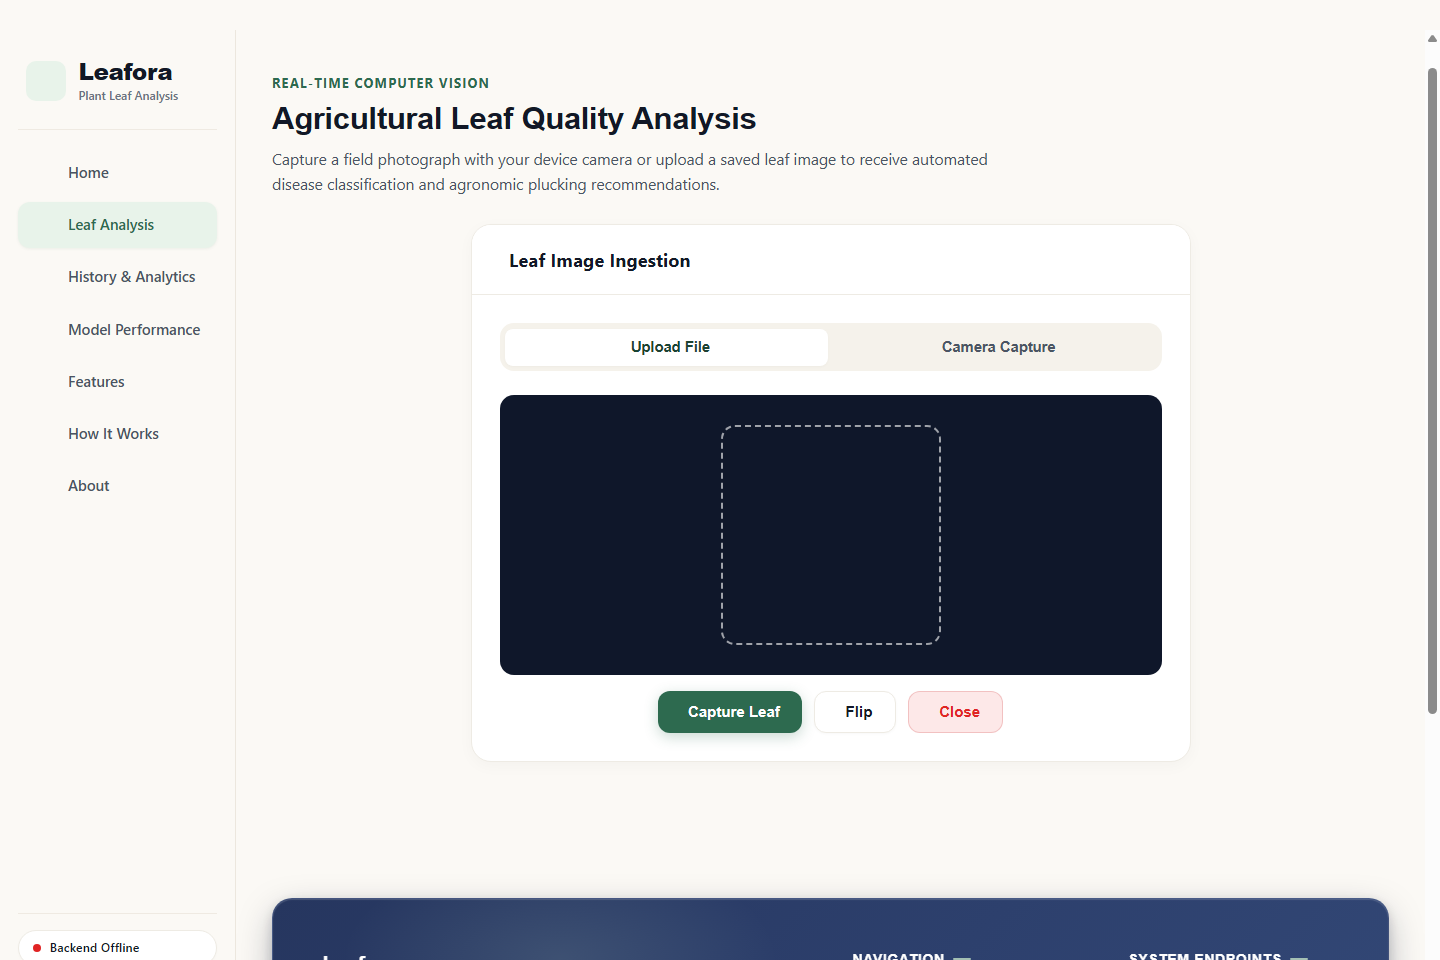 Leafora
Plant Leaf Analysis
Home
Leaf Analysis
History & Analytics
Model Performance
Features
How It Works
About
Backend Offline
REAL-TIME COMPUTER VISION
Agricultural Leaf Quality Analysis
Capture a field photograph with your device camera or upload a saved leaf image to receive automated
disease classification and agronomic plucking recommendations.
Leaf Image Ingestion
Upload File
Camera Capture
Capture Leaf
Flip
Close
NAVIGATION
SYSTEM ENDPOINTS